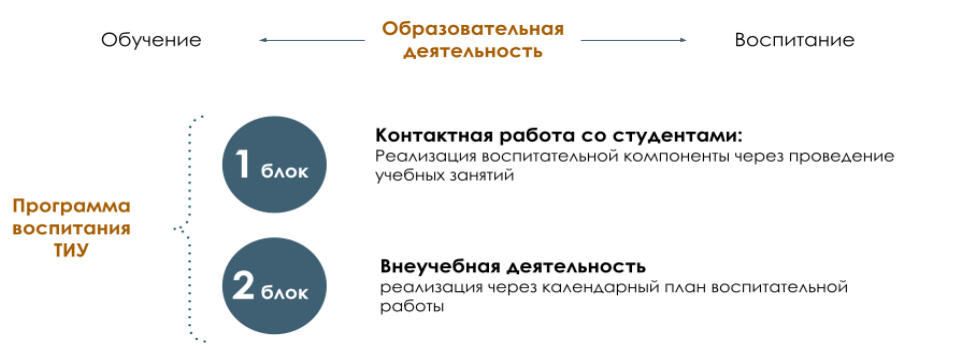 Обучение
Образовательная
деятельность
Воспитание
Программа
воспитания
ТИУ
1 блок
Контактная работа со студентами:
Реализация воспитательной компоненты через проведение
учебных занятий
2 блок
Внеучебная деятельность
реализация через календарный план воспитательной
работы